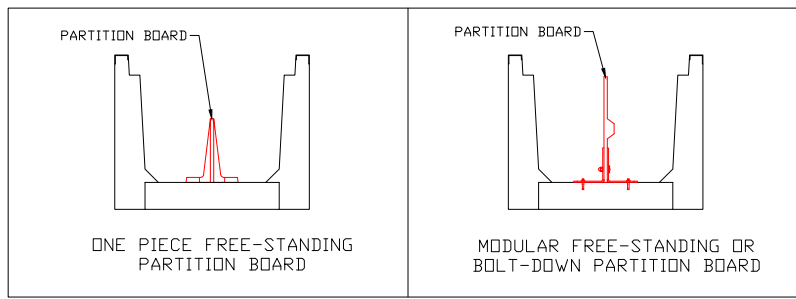 PARTITION BOARD
ONE PIECE FREE-STANDING
PARTITION BOARD
PARTITION BOARD
MODULAR FREE-STANDING OR
BOLT-DOWN PARTITION BOARD